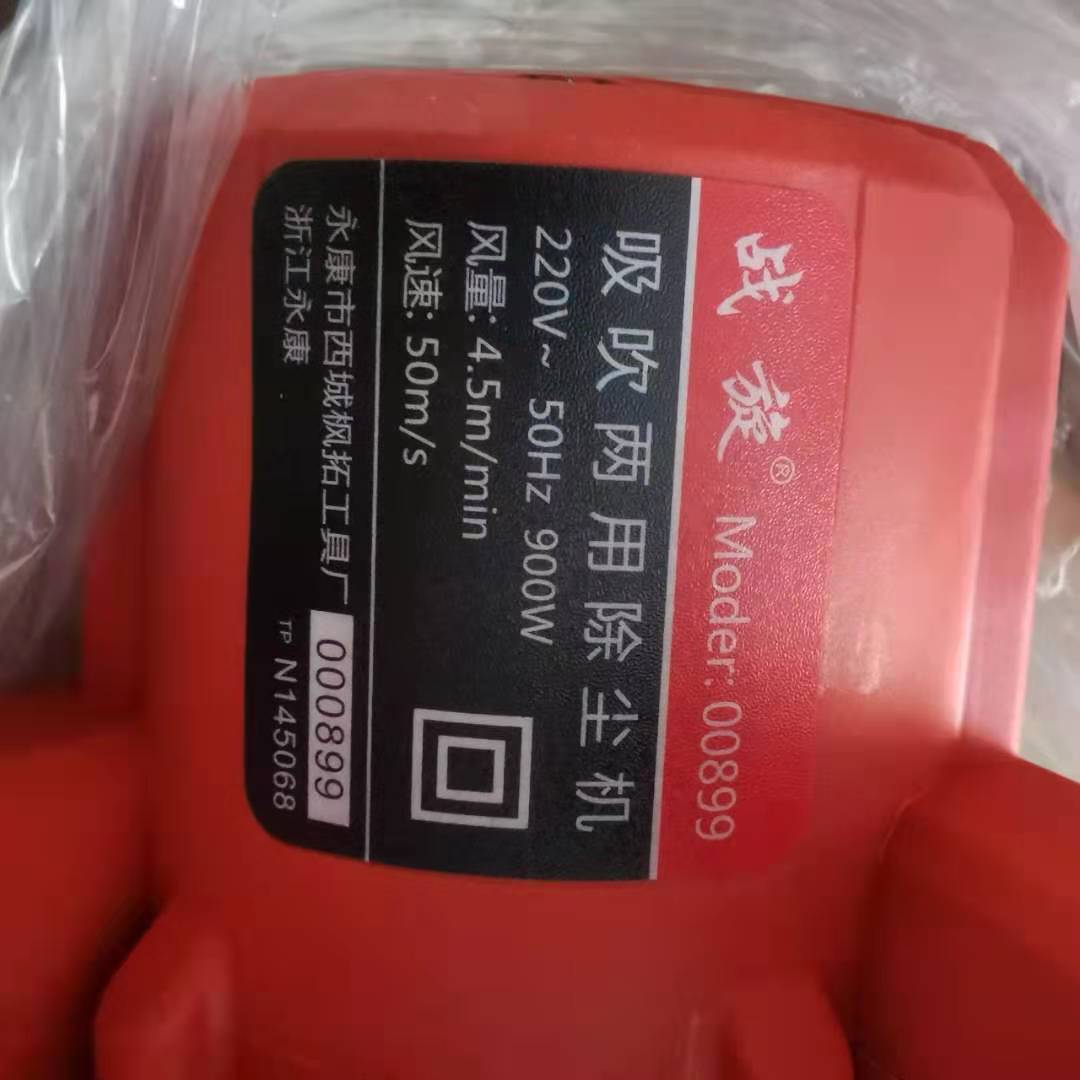 战旋® Moder: 00899
吸吹两用除尘机
220V~ 50Hz 900W
风量: 4.5m/min
风速: 50m/s
永康市西城枫拓工具厂 000899
浙江永康 TP N145068